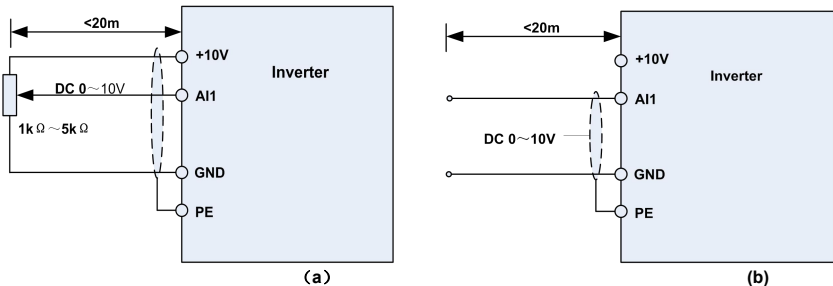 <20m
+10V
Inverter
DC 0～10V
AI1
1kΩ～5kΩ
GND
PE
(a)
<20m
+10V
Inverter
AI1
DC 0～10V
GND
PE
(b)